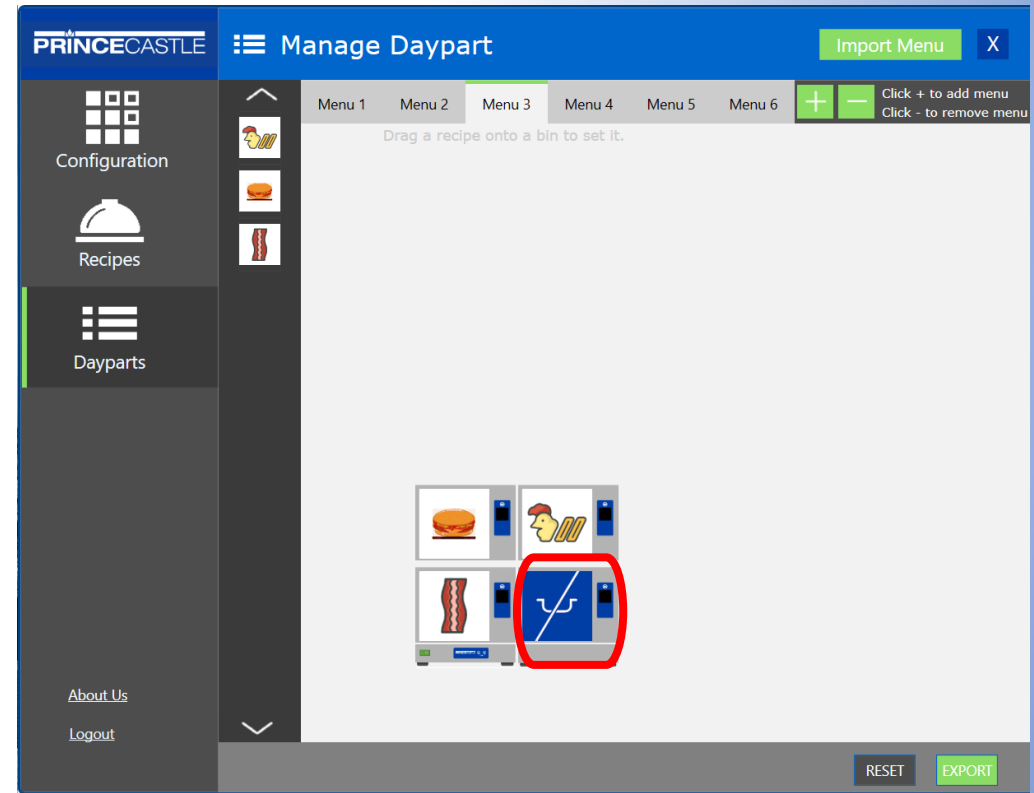 PRINCECASTLE
Manage Daypart
Import Menu
X
Configuration
Recipes
Dayparts
About Us
Logout
Menu 1
Menu 2
Menu 3
Menu 4
Menu 5
Menu 6
+
−
Click + to add menu
Click - to remove menu
Drag a recipe onto a bin to set it.
RESET
EXPORT